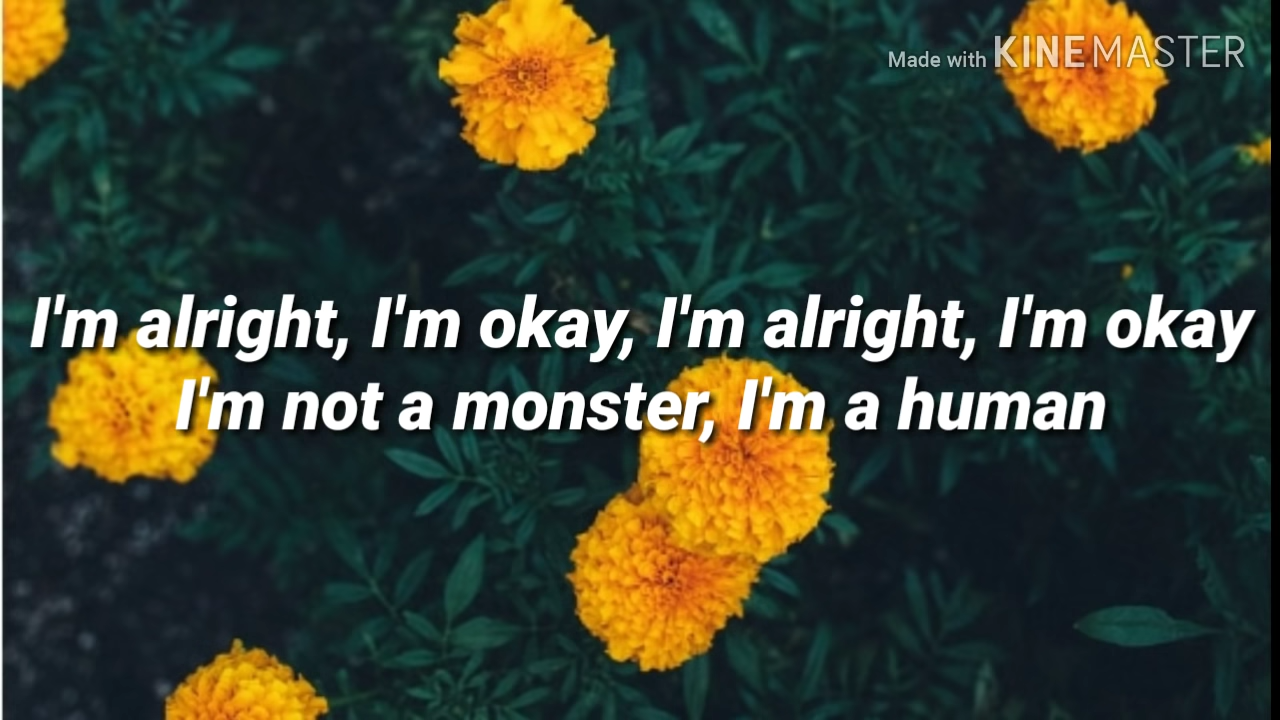 Made with KINEMASTER
I'm alright, I'm okay, I'm alright, I'm okay
I'm not a monster, I'm a human